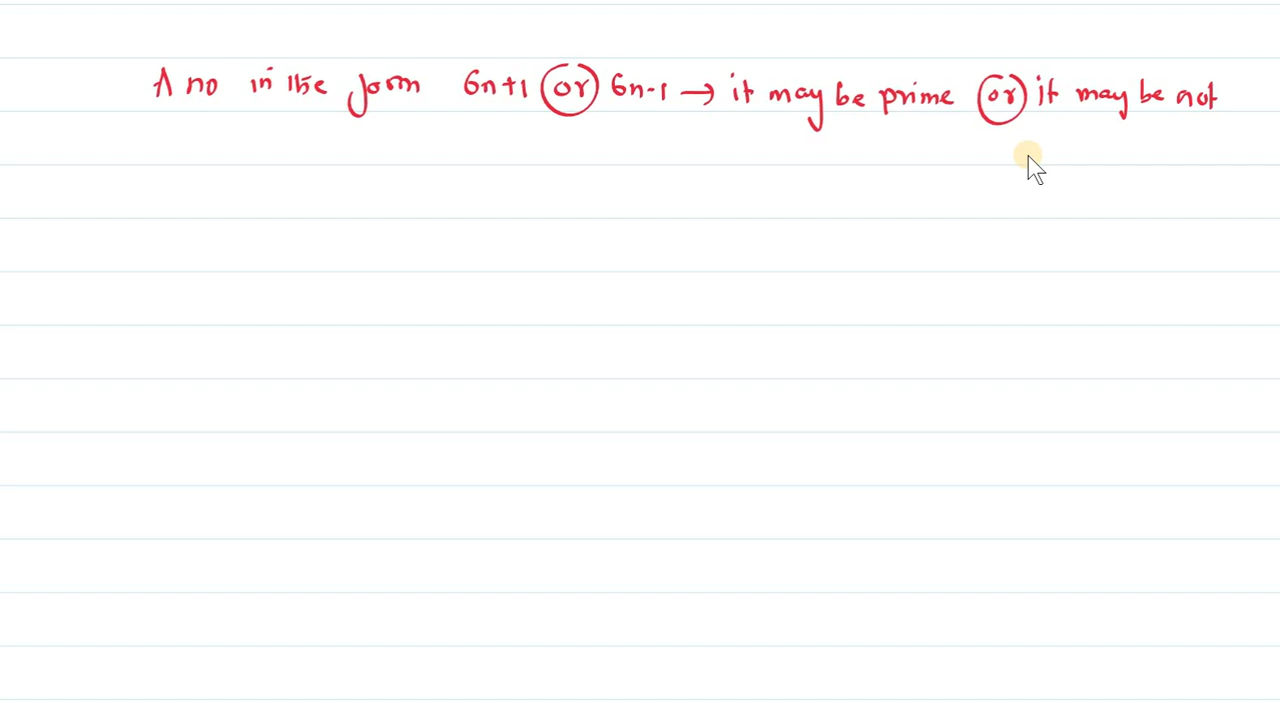 A no in the form 6n+1 or 6n-1 → it may be prime or it may be not